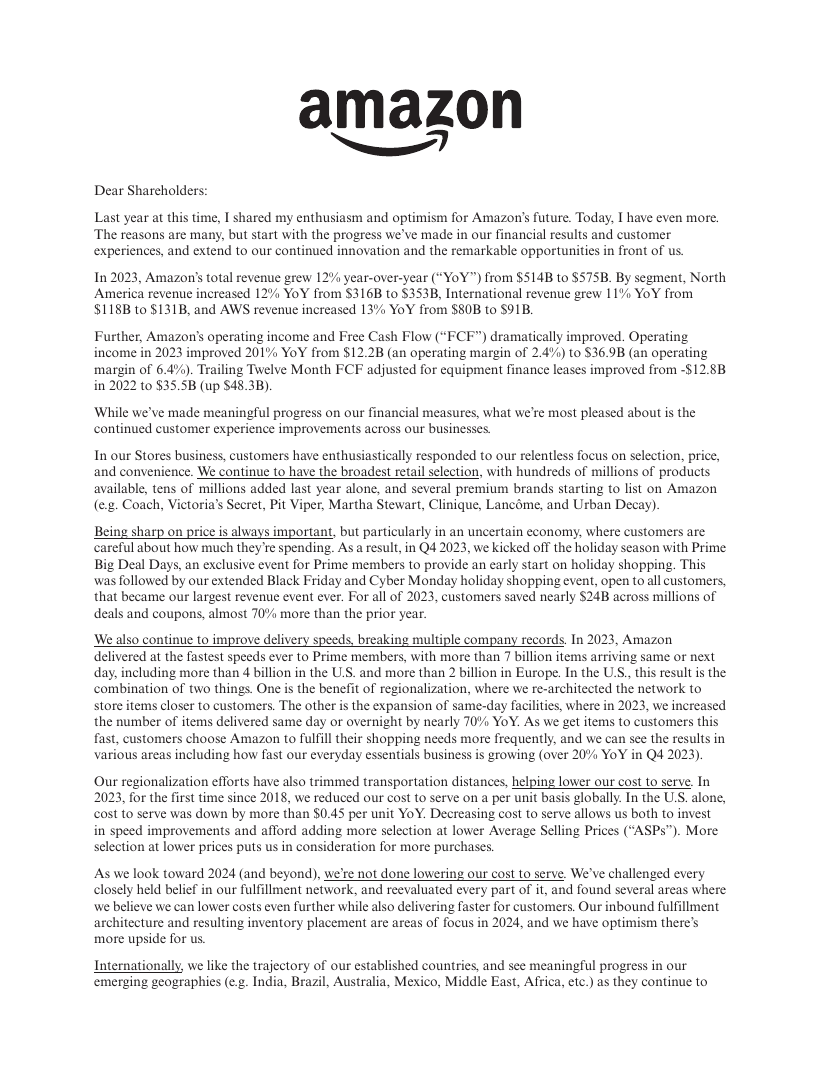 amazon
Dear Shareholders:
Last year at this time, I shared my enthusiasm and optimism for Amazon’s future. Today, I have even more.
The reasons are many, but start with the progress we’ve made in our financial results and customer
experiences, and extend to our continued innovation and the remarkable opportunities in front of us.
In 2023, Amazon’s total revenue grew 12% year-over-year (“YoY”) from $514B to $575B. By segment, North
America revenue increased 12% YoY from $316B to $353B, International revenue grew 11% YoY from
$118B to $131B, and AWS revenue increased 13% YoY from $80B to $91B.
Further, Amazon’s operating income and Free Cash Flow (“FCF”) dramatically improved. Operating
income in 2023 improved 201% YoY from $12.2B (an operating margin of 2.4%) to $36.9B (an operating
margin of 6.4%). Trailing Twelve Month FCF adjusted for equipment finance leases improved from -$12.8B
in 2022 to $35.5B (up $48.3B).
While we’ve made meaningful progress on our financial measures, what we’re most pleased about is the
continued customer experience improvements across our businesses.
In our Stores business, customers have enthusiastically responded to our relentless focus on selection, price,
and convenience. We continue to have the broadest retail selection, with hundreds of millions of products
available, tens of millions added last year alone, and several premium brands starting to list on Amazon
(e.g. Coach, Victoria’s Secret, Pit Viper, Martha Stewart, Clinique, Lancôme, and Urban Decay).
Being sharp on price is always important, but particularly in an uncertain economy, where customers are
careful about how much they’re spending. As a result, in Q4 2023, we kicked off the holiday season with Prime
Big Deal Days, an exclusive event for Prime members to provide an early start on holiday shopping. This
was followed by our extended Black Friday and Cyber Monday holiday shopping event, open to all customers,
that became our largest revenue event ever. For all of 2023, customers saved nearly $24B across millions of
deals and coupons, almost 70% more than the prior year.
We also continue to improve delivery speeds, breaking multiple company records. In 2023, Amazon
delivered at the fastest speeds ever to Prime members, with more than 7 billion items arriving same or next
day, including more than 4 billion in the U.S. and more than 2 billion in Europe. In the U.S., this result is the
combination of two things. One is the benefit of regionalization, where we re-architected the network to
store items closer to customers. The other is the expansion of same-day facilities, where in 2023, we increased
the number of items delivered same day or overnight by nearly 70% YoY. As we get items to customers this
fast, customers choose Amazon to fulfill their shopping needs more frequently, and we can see the results in
various areas including how fast our everyday essentials business is growing (over 20% YoY in Q4 2023).
Our regionalization efforts have also trimmed transportation distances, helping lower our cost to serve. In
2023, for the first time since 2018, we reduced our cost to serve on a per unit basis globally. In the U.S. alone,
cost to serve was down by more than $0.45 per unit YoY. Decreasing cost to serve allows us both to invest
in speed improvements and afford adding more selection at lower Average Selling Prices (“ASPs”). More
selection at lower prices puts us in consideration for more purchases.
As we look toward 2024 (and beyond), we’re not done lowering our cost to serve. We’ve challenged every
closely held belief in our fulfillment network, and reevaluated every part of it, and found several areas where
we believe we can lower costs even further while also delivering faster for customers. Our inbound fulfillment
architecture and resulting inventory placement are areas of focus in 2024, and we have optimism there’s
more upside for us.
Internationally, we like the trajectory of our established countries, and see meaningful progress in our
emerging geographies (e.g. India, Brazil, Australia, Mexico, Middle East, Africa, etc.) as they continue to